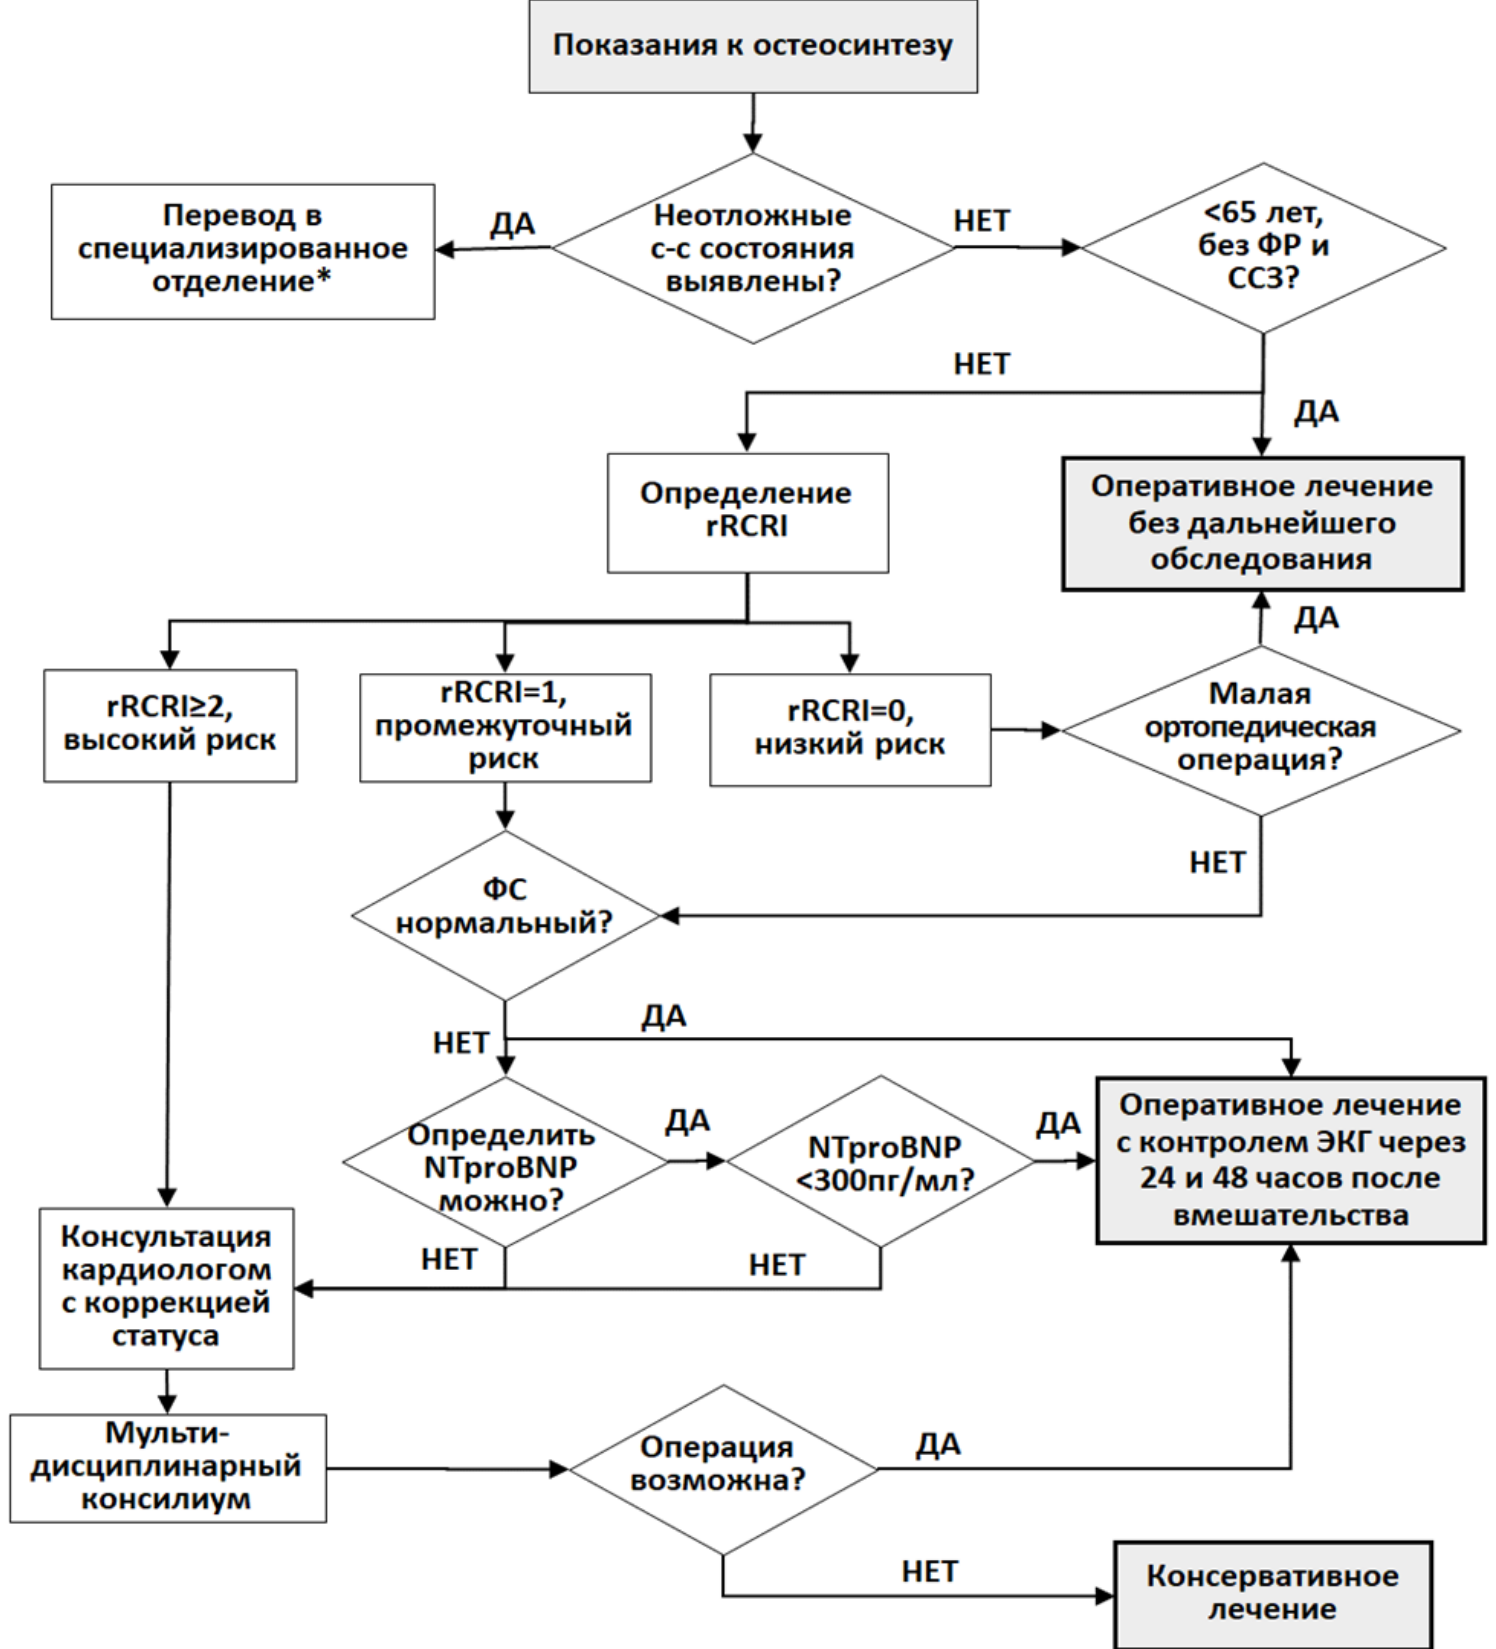 Показания к остеосинтезу
Перевод в
специализированное
отделение*
ДА
Неотложные
с-с состояния
выявлены?
НЕТ
<65 лет,
без ФР и
ССЗ?
НЕТ
ДА
Определение
rRCRI
Оперативное лечение
без дальнейшего
обследования
ДА
rRCRI≥2,
высокий риск
rRCRI=1,
промежуточный
риск
rRCRI=0,
низкий риск
Малая
ортопедическая
операция?
НЕТ
ФС
нормальный?
НЕТ
ДА
Определить
NTproBNP
можно?
ДА
NTproBNP
<300пг/мл?
ДА
Оперативное лечение
с контролем ЭКГ через
24 и 48 часов после
вмешательства
НЕТ
НЕТ
Консультация
кардиологом
с коррекцией
статуса
Мульти-
дисциплинарный
консилиум
Операция
возможна?
ДА
НЕТ
Консервативное
лечение